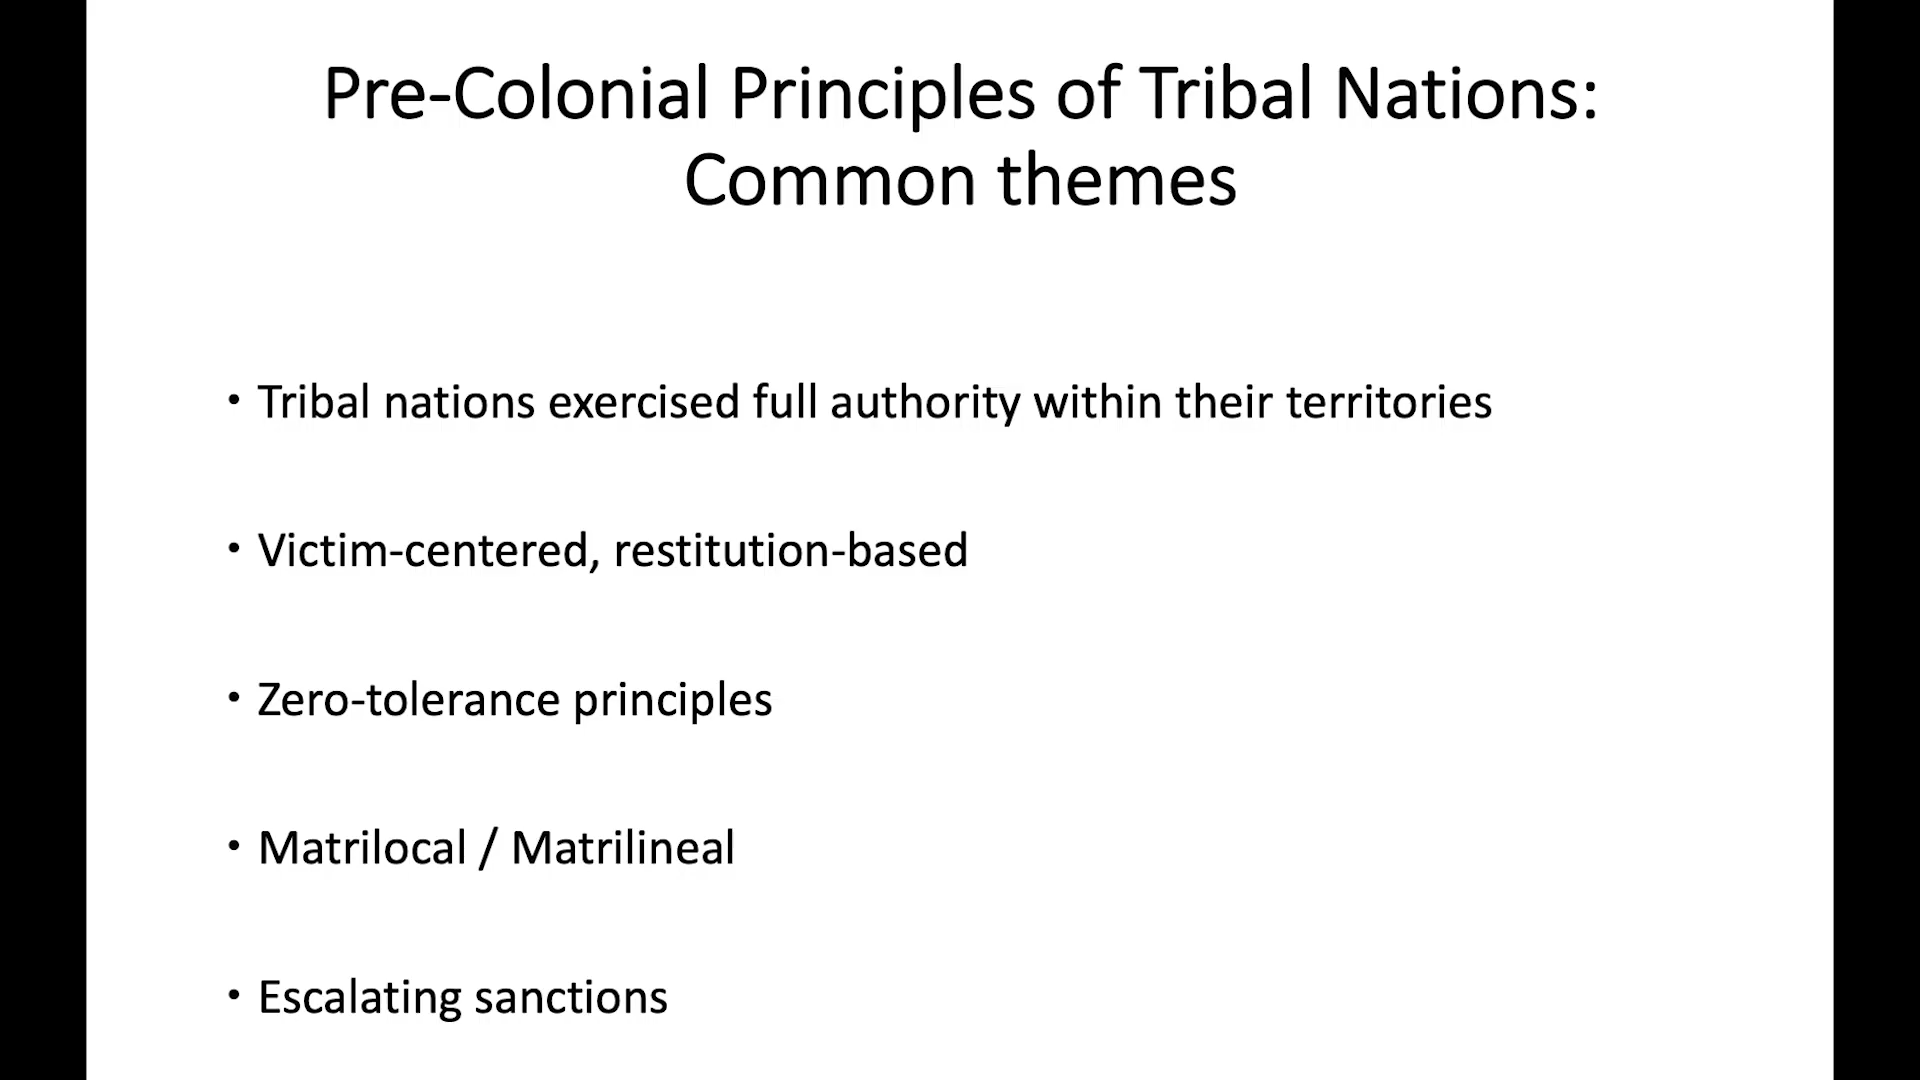 Pre-Colonial Principles of Tribal Nations:
Common themes
• Tribal nations exercised full authority within their territories
• Victim-centered, restitution-based
• Zero-tolerance principles
• Matrilocal / Matrilineal
• Escalating sanctions